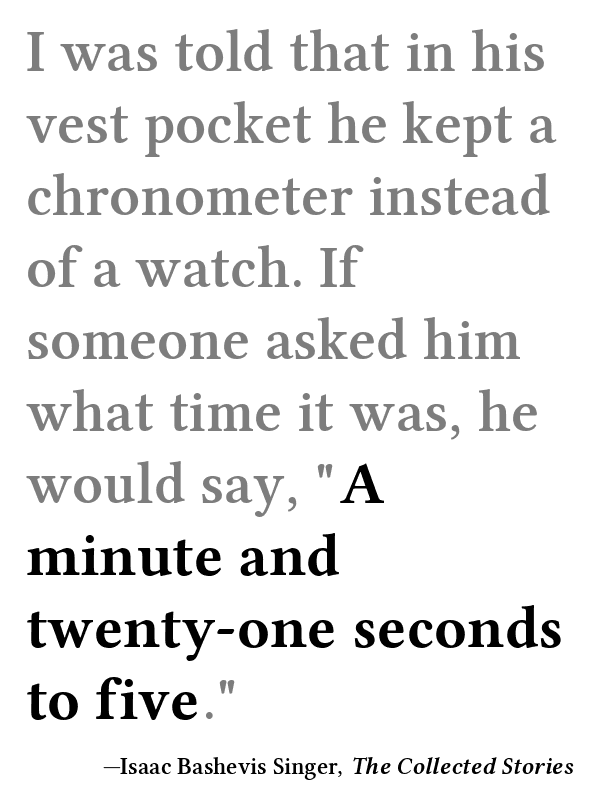 I was told that in his
vest pocket he kept a
chronometer instead
of a watch. If
someone asked him
what time it was, he
would say, "A
minute and
twenty-one seconds
to five."
—Isaac Bashevis Singer, The Collected Stories